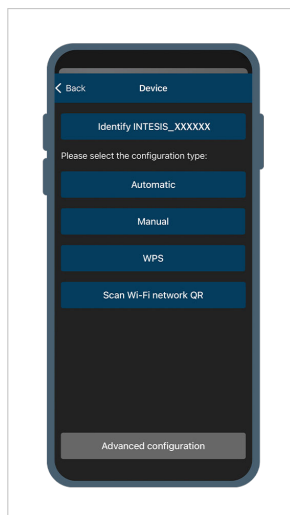 Back
Device
Identify INTESIS_XXXXXX
Please select the configuration type:
Automatic
Manual
WPS
Scan Wi-Fi network QR
Advanced configuration